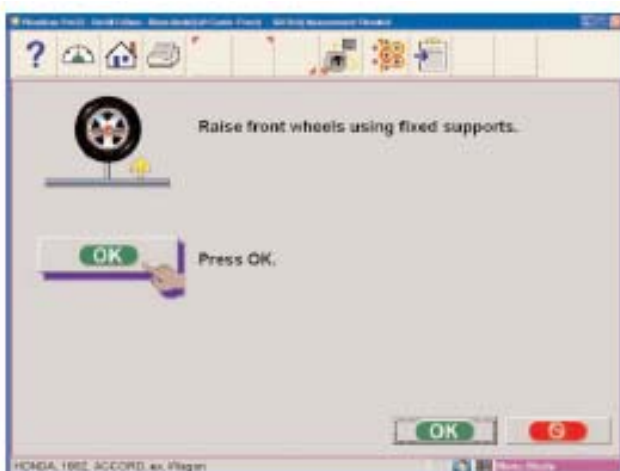 ?
Raise front wheels using fixed supports.
OK
Press OK.
OK
HONDA, 1992, ACCORD, ex, Wagon